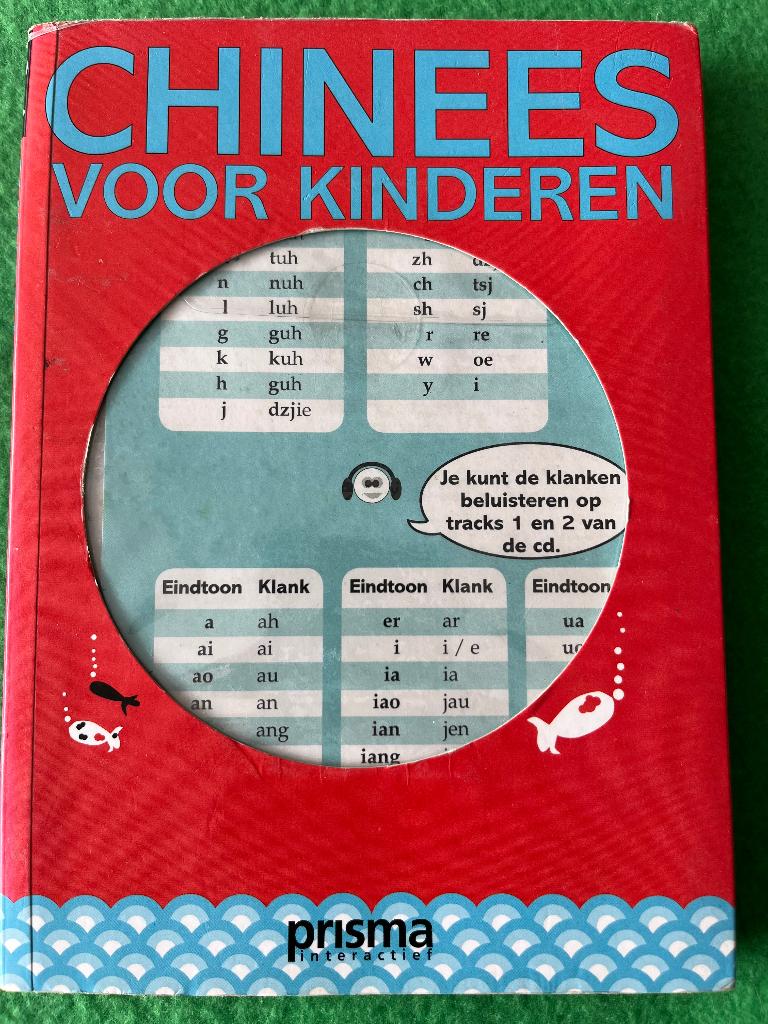 CHINEES
VOOR KINDEREN
tuh
n nuh
l luh
g guh
k kuh
h guh
j dzjie
zh
ch tsj
sh sj
r re
w oe
y i
Je kunt de klanken
beluisteren op
tracks 1 en 2 van
de cd.
Eindtoon Klank
a ah
ai ai
ao au
an an
ang
Eindtoon Klank
er ar
i i / e
ia ia
iao jau
ian jen
iang
Eindtoon
ua
prisma
interactief